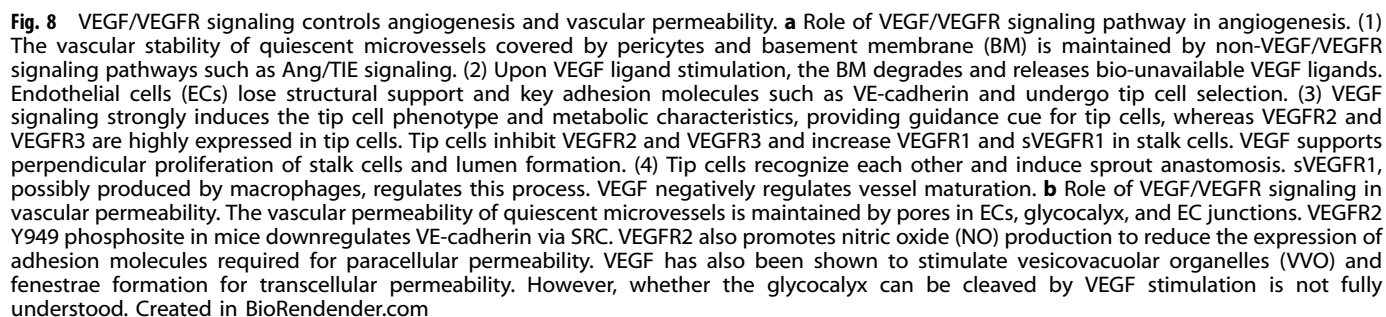 Fig. 8 VEGF/VEGFR signaling controls angiogenesis and vascular permeability. a Role of VEGF/VEGFR signaling pathway in angiogenesis. (1)
The vascular stability of quiescent microvessels covered by pericytes and basement membrane (BM) is maintained by non-VEGF/VEGFR
signaling pathways such as Ang/TIE signaling. (2) Upon VEGF ligand stimulation, the BM degrades and releases bio-unavailable VEGF ligands.
Endothelial cells (ECs) lose structural support and key adhesion molecules such as VE-cadherin and undergo tip cell selection. (3) VEGF
signaling strongly induces the tip cell phenotype and metabolic characteristics, providing guidance cue for tip cells, whereas VEGFR2 and
VEGFR3 are highly expressed in tip cells. Tip cells inhibit VEGFR2 and VEGFR3 and increase VEGFR1 and sVEGFR1 in stalk cells. VEGF supports
perpendicular proliferation of stalk cells and lumen formation. (4) Tip cells recognize each other and induce sprout anastomosis. sVEGFR1,
possibly produced by macrophages, regulates this process. VEGF negatively regulates vessel maturation. b Role of VEGF/VEGFR signaling in
vascular permeability. The vascular permeability of quiescent microvessels is maintained by pores in ECs, glycocalyx, and EC junctions. VEGFR2
Y949 phosphosite in mice downregulates VE-cadherin via SRC. VEGFR2 also promotes nitric oxide (NO) production to reduce the expression of
adhesion molecules required for paracellular permeability. VEGF has also been shown to stimulate vesicovacuolar organelles (VVO) and
fenestrae formation for transcellular permeability. However, whether the glycocalyx can be cleaved by VEGF stimulation is not fully
understood. Created in BioRendender.com